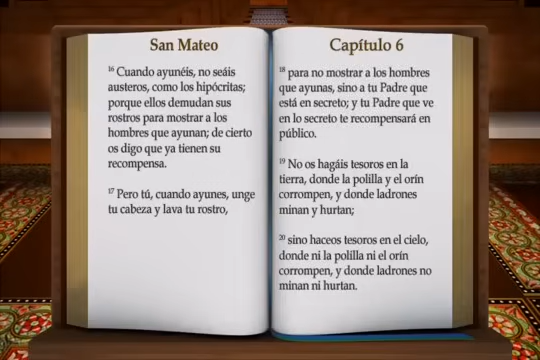 San Mateo
16 Cuando ayunéis, no seáis
austeros, como los hipócritas;
porque ellos demudan sus
rostros para mostrar a los
hombres que ayunan; de cierto
os digo que ya tienen su
recompensa.
17 Pero tú, cuando ayunes, unge
tu cabeza y lava tu rostro,
Capítulo 6
18 para no mostrar a los hombres
que ayunas, sino a tu Padre que
está en secreto; y tu Padre que ve
en lo secreto te recompensará en
público.
19 No os hagáis tesoros en la
tierra, donde la polilla y el orín
corrompen, y donde ladrones
minan y hurtan;
20 sino haceos tesoros en el cielo,
donde ni la polilla ni el orín
corrompen, y donde ladrones no
minan ni hurtan.